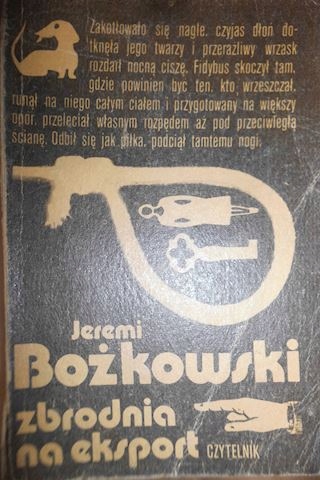 Zakotłowało się nagle, czyjas dłoń do-
tknęła jego twarzy i przeraźliwy wrzask
rozdarł nocną ciszę. Fidybus skoczył tam,
gdzie powinien byc ten, kto wrzeszczał,
runął na niego całym ciałem i przygotowany na większy
opór, przeleciał własnym rozpędem aż pod przeciwległą
ścianę. Odbił się jak piłka, podciął tamtemu nogi.
Jeremi
Bożkowski
zbrodnia
na eksport CZYTELNIK